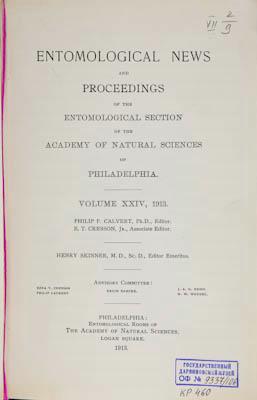 2
VII 9
ENTOMOLOGICAL NEWS
AND
PROCEEDINGS
OF THE
ENTOMOLOGICAL SECTION
OF THE
ACADEMY OF NATURAL SCIENCES
OF
PHILADELPHIA.
VOLUME XXIV, 1913.
PHILIP P. CALVERT, Ph.D., Editor.
E. T. CRESSON, Jr., Associate Editor.
HENRY SKINNER, M. D., Sc. D., Editor Emeritus.
ADVISORY COMMITTEE:
EZRA T. CRESSON
PHILIP LAURENT
ERICH DAECKE,
J. A. G. REHN,
H. W. WENZEL.
PHILADELPHIA:
ENTOMOLOGICAL ROOMS OF
THE ACADEMY OF NATURAL SCIENCES,
LOGAN SQUARE.
1913.
ГОСУДАРСТВЕННЫЙ
ДАРВИНОВСКИЙ МУЗЕЙ
ОФ №
КР 460